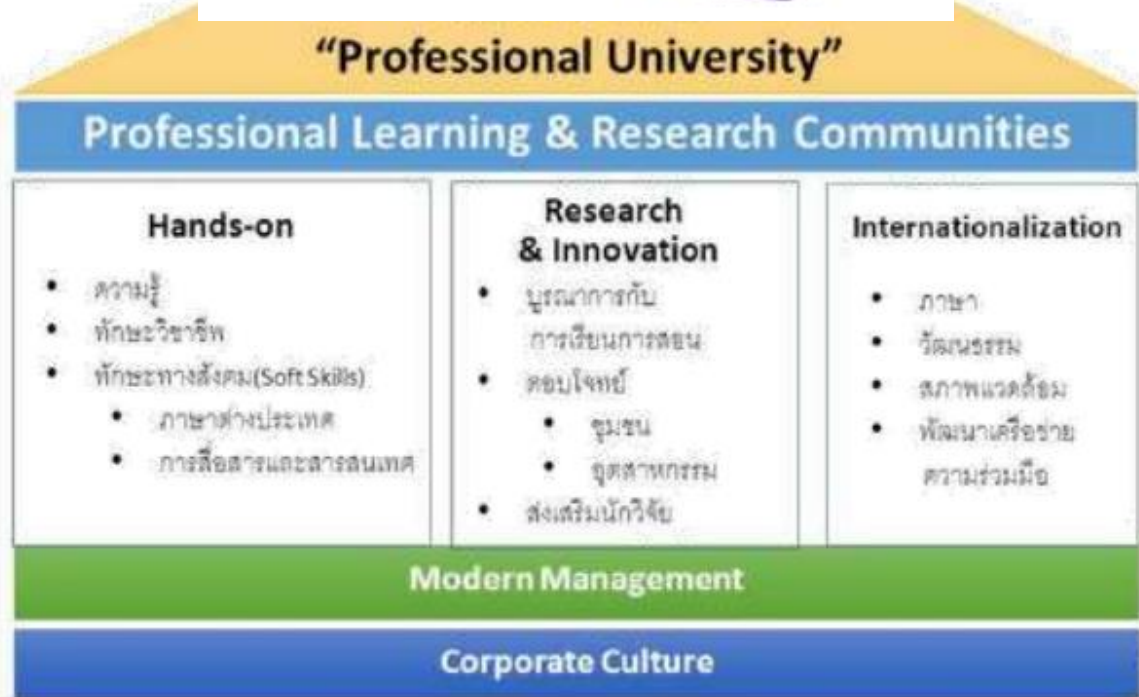 “Professional University”
Professional Learning & Research Communities
Hands-on
• ความรู้
• ทักษะวิชาชีพ
• ทักษะทางสังคม(Soft Skills)
• ภาษาต่างประเทศ
• การสื่อสารและสารสนเทศ
Research
& Innovation
• บูรณาการกับ
การเรียนการสอน
• ตอบโจทย์
• ชุมชน
• อุตสาหกรรม
• ส่งเสริมนักวิจัย
Internationalization
• ภาษา
• วัฒนธรรม
• สภาพแวดล้อม
• พัฒนาเครือข่าย
ความร่วมมือ
Modern Management
Corporate Culture